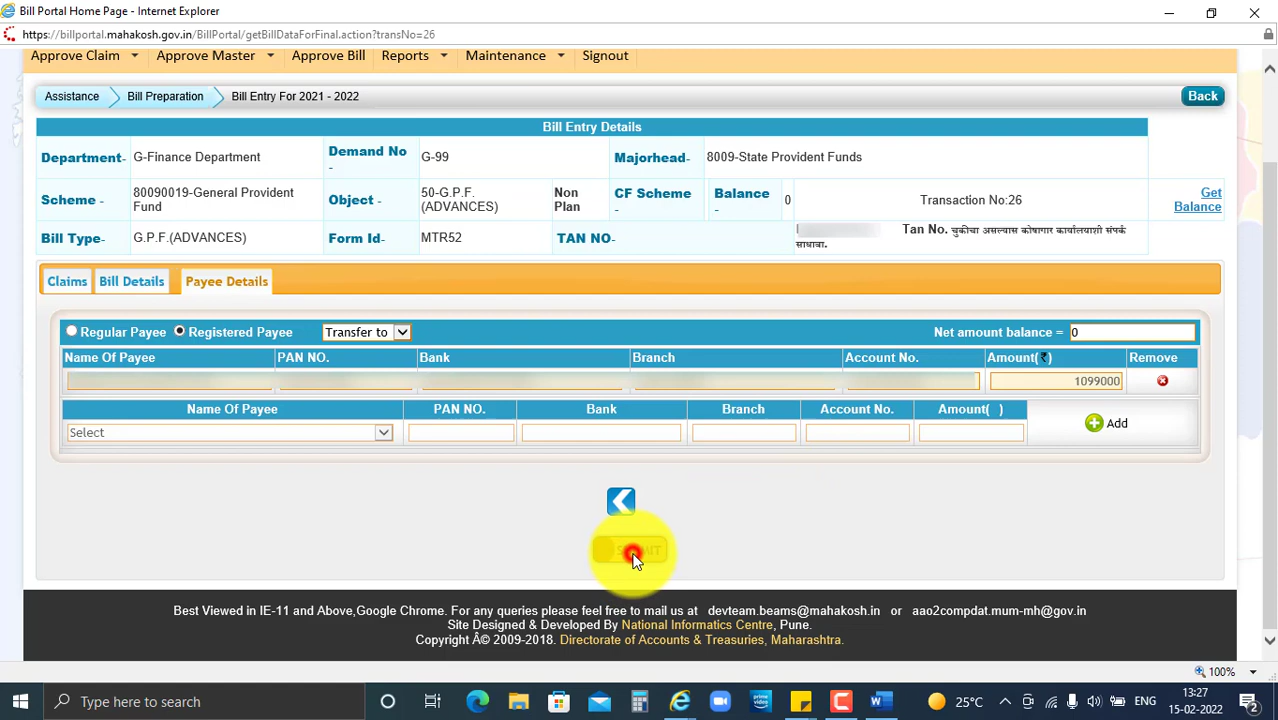 Bill Portal Home Page - Internet Explorer
https://billportal.mahakosh.gov.in/BillPortal/getBillDataForFinal.action?transNo=26
Approve Claim Approve Master Approve Bill Reports Maintenance Signout
Assistance Bill Preparation Bill Entry For 2021 - 2022 Back
Bill Entry Details
Department- G-Finance Department Demand No - G-99 Majorhead- 8009-State Provident Funds
Scheme - 80090019-General Provident Fund Object - 50-G.P.F. (ADVANCES) Non Plan CF Scheme - Balance - 0 Transaction No:26 Get Balance
Bill Type- G.P.F.(ADVANCES) Form Id- MTR52 TAN NO- Tan No. चुकीचा असल्यास कोषागार कार्यालयाशी संपर्क साधावा.
Claims Bill Details Payee Details
Regular Payee Registered Payee Transfer to Net amount balance = 0
Name Of Payee PAN NO. Bank Branch Account No. Amount(₹) Remove
1099000
Name Of Payee PAN NO. Bank Branch Account No. Amount( )
Select Add
Best Viewed in IE-11 and Above,Google Chrome. For any queries please feel free to mail us at devteam.beams@mahakosh.gov.in or aao2compdat.mum-mh@gov.in
Site Designed & Developed By National Informatics Centre, Pune.
Copyright Â© 2009-2018. Directorate of Accounts & Treasuries, Maharashtra.
100%
Type here to search 25°C ENG 13:27
15-02-2022 2